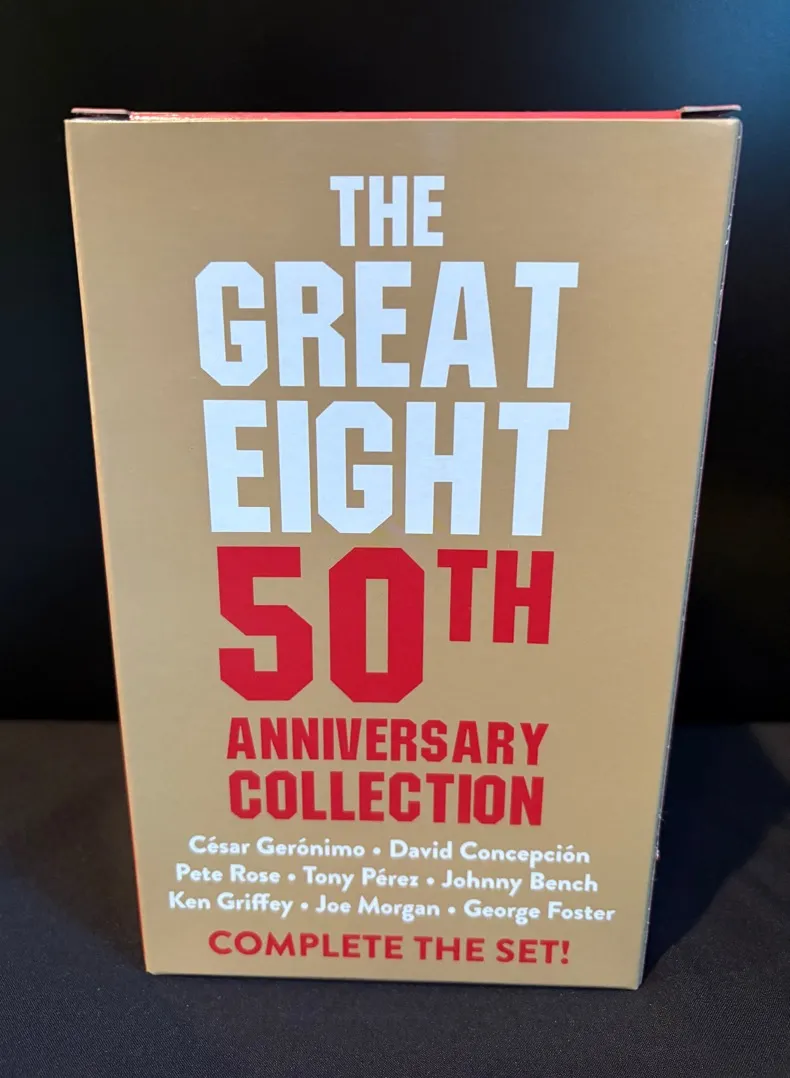 THE
GREAT
EIGHT
50TH
ANNIVERSARY
COLLECTION
César Gerónimo • David Concepción
Pete Rose • Tony Pérez • Johnny Bench
Ken Griffey • Joe Morgan • George Foster
COMPLETE THE SET!